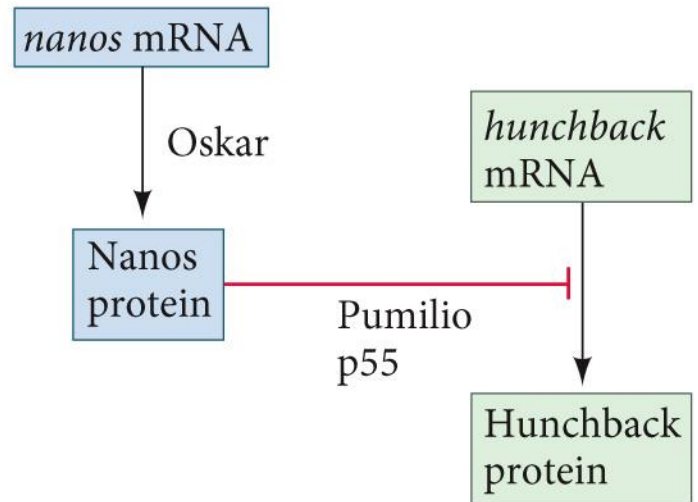 nanos mRNA
Oskar
Nanos
protein
hunchback
mRNA
Pumilio
p55
Hunchback
protein